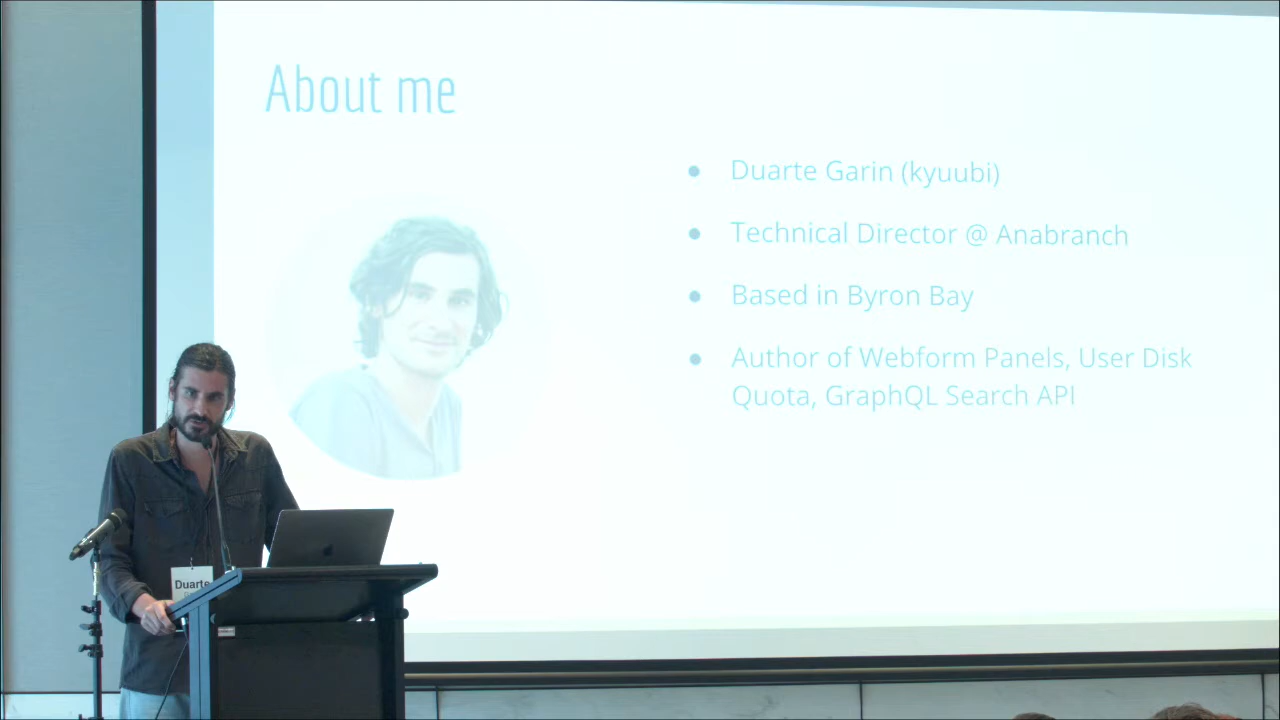 About me
Duarte Garin (kyuubi)
Technical Director @ Anabranch
Based in Byron Bay
Author of Webform Panels, User Disk
Quota, GraphQL Search API
Duarte